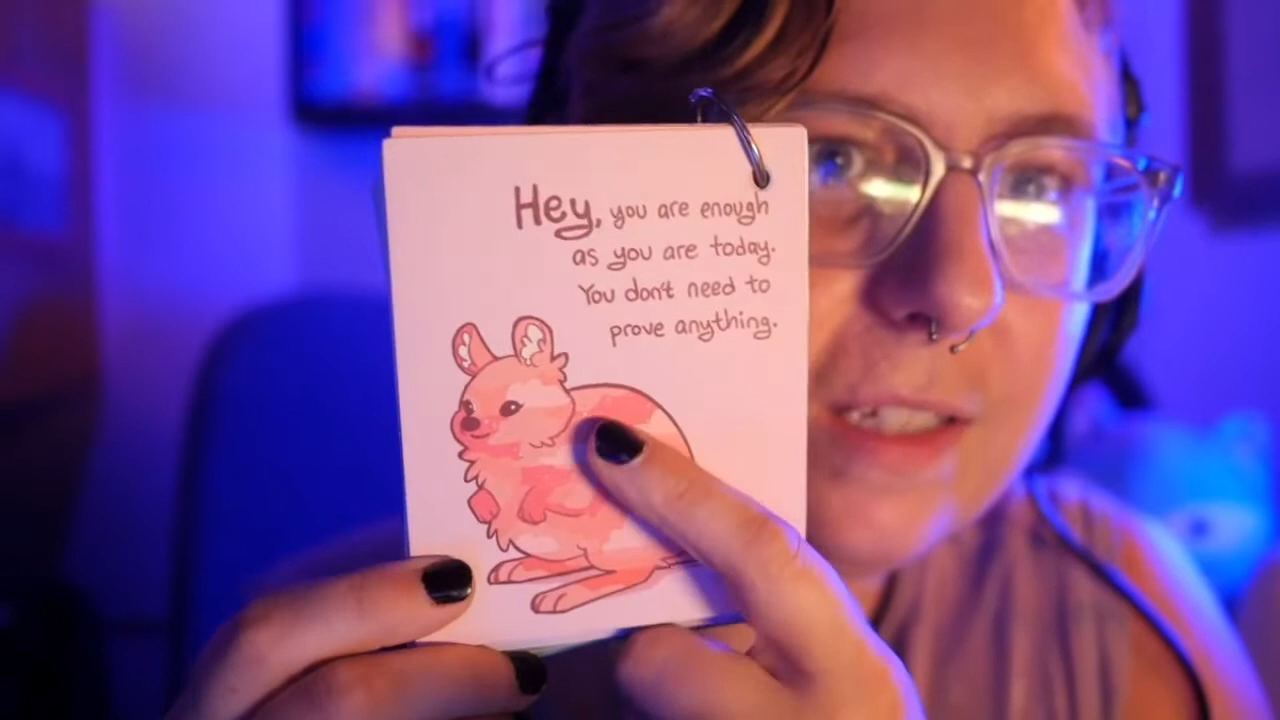 Hey, you are enough
as you are today.
You don't need to
prove anything.